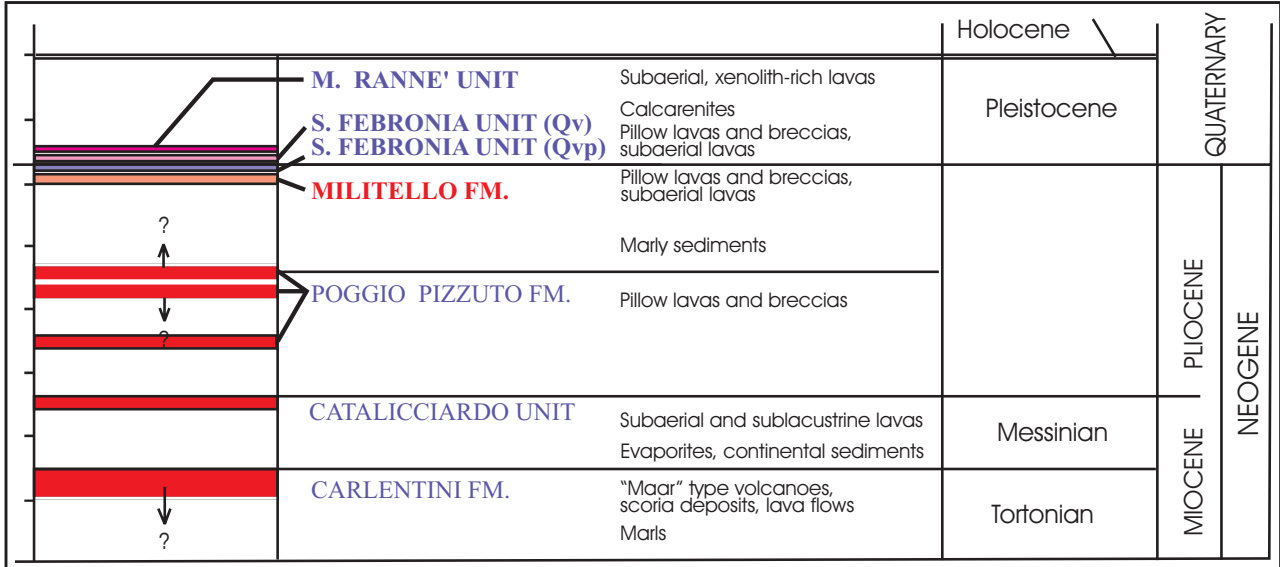 Holocene
M. RANNE' UNIT
Subaerial, xenolith-rich lavas
Pleistocene
QUATERNARY
Calcarenites
S. FEBRONIA UNIT (Qv)
S. FEBRONIA UNIT (Qvp)
Pillow lavas and breccias,
subaerial lavas
MILITELLO FM.
Pillow lavas and breccias,
subaerial lavas
?
Marly sediments
POGGIO PIZZUTO FM.
Pillow lavas and breccias
?
PLIOCENE
NEOGENE
CATALICCIARDO UNIT
Subaerial and sublacustrine lavas
Evaporites, continental sediments
Messinian
MIOCENE
CARLENTINI FM.
"Maar" type volcanoes,
scoria deposits, lava flows
Marls
Tortonian
?